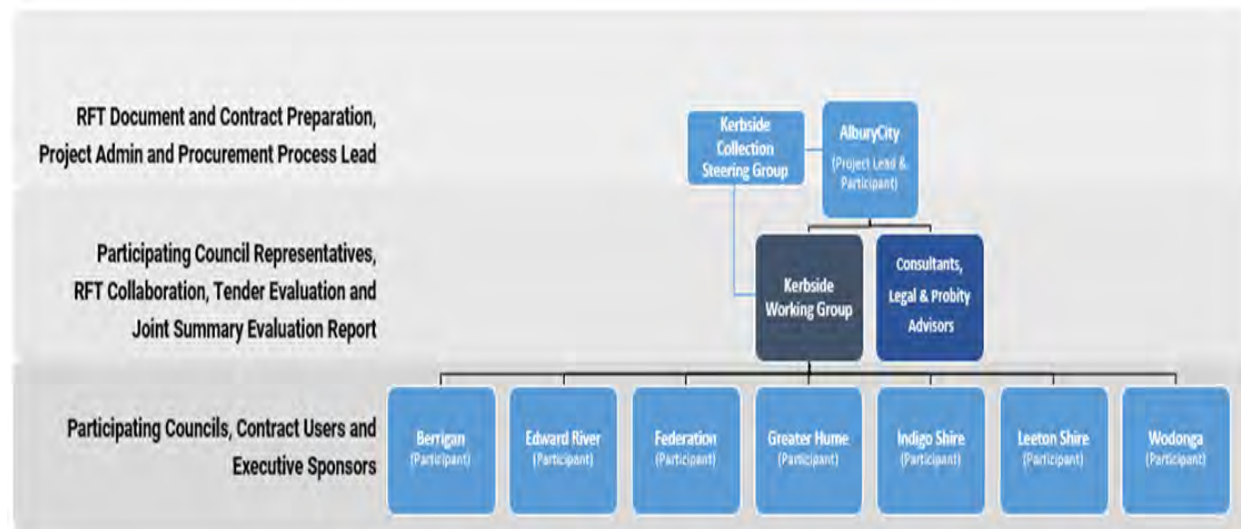 RFT Document and Contract Preparation,
Project Admin and Procurement Process Lead
Kerbside
Collection
Steering Group
AlburyCity
(Project Lead &
Participant)
Participating Council Representatives,
RFT Collaboration, Tender Evaluation and
Joint Summary Evaluation Report
Kerbside
Working Group
Consultants,
Legal & Probity
Advisors
Participating Councils, Contract Users and
Executive Sponsors
Berrigan
(Participant)
Edward River
(Participant)
Federation
(Participant)
Greater Hume
(Participant)
Indigo Shire
(Participant)
Leeton Shire
(Participant)
Wodonga
(Participant)